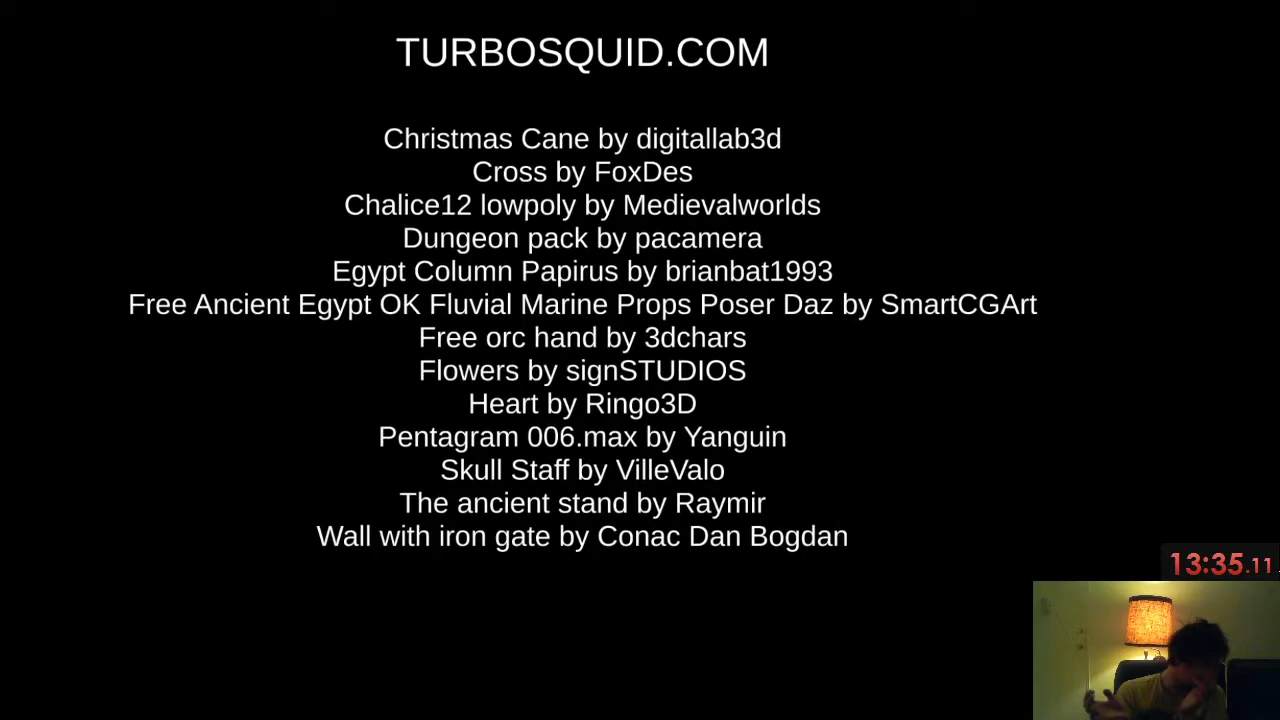 TURBOSQUID.COM
Christmas Cane by digitallab3d
Cross by FoxDes
Chalice12 lowpoly by Medievalworlds
Dungeon pack by pacamera
Egypt Column Papirus by brianbat1993
Free Ancient Egypt OK Fluvial Marine Props Poser Daz by SmartCGArt
Free orc hand by 3dchars
Flowers by signSTUDIOS
Heart by Ringo3D
Pentagram 006.max by Yanguin
Skull Staff by VilleValo
The ancient stand by Raymir
Wall with iron gate by Conac Dan Bogdan
13:35.11